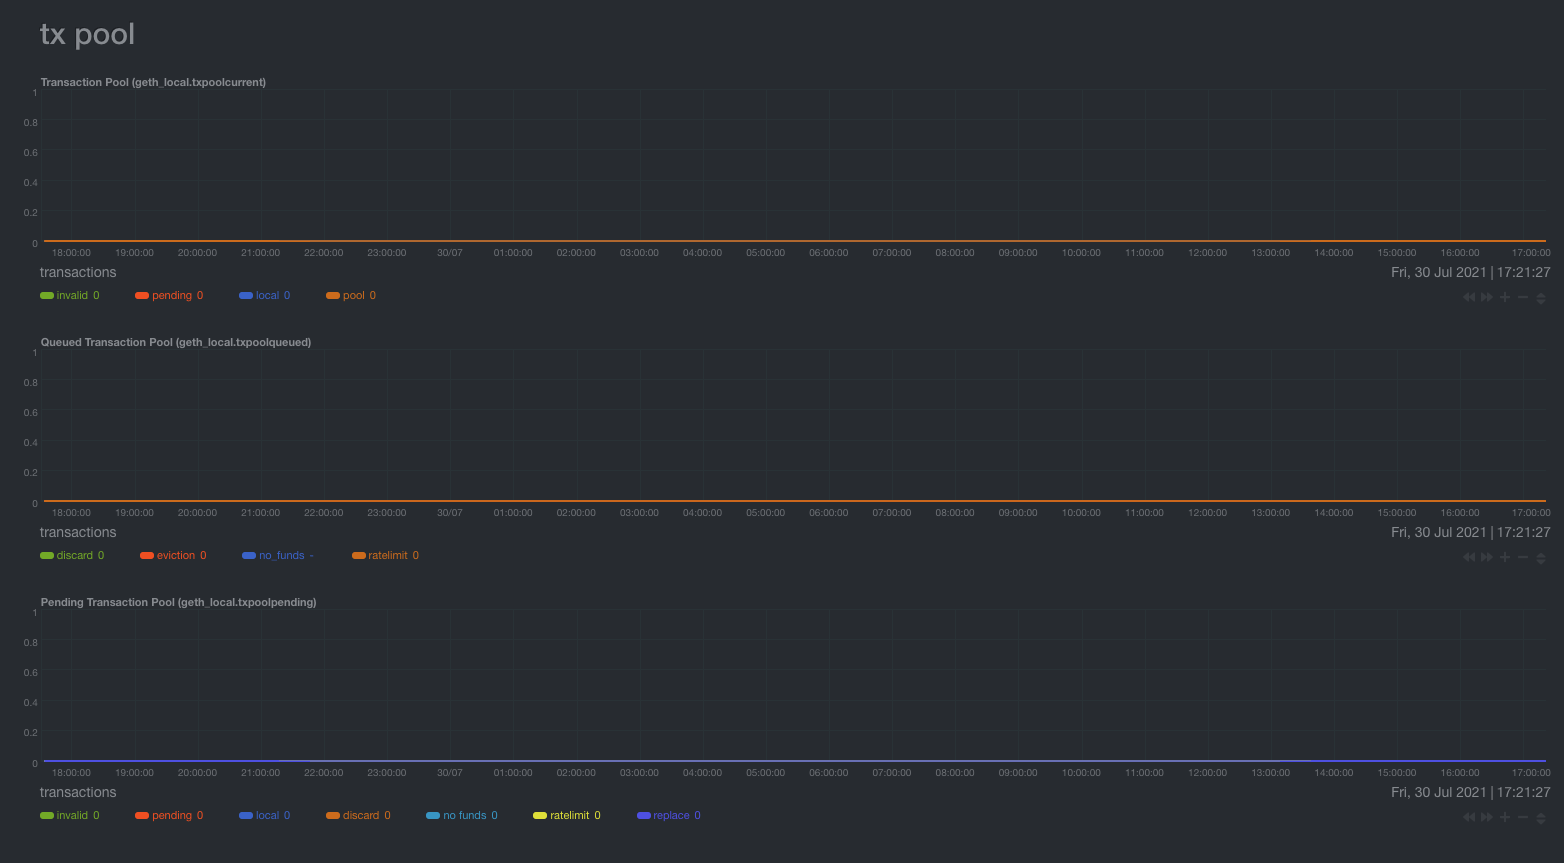 tx pool
Transaction Pool (geth_local.txpoolcurrent)
1
0.8
0.6
0.4
0.2
0
18:00:00 19:00:00 20:00:00 21:00:00 22:00:00 23:00:00 30/07 01:00:00 02:00:00 03:00:00 04:00:00 05:00:00 06:00:00 07:00:00 08:00:00 09:00:00 10:00:00 11:00:00 12:00:00 13:00:00 14:00:00 15:00:00 16:00:00 17:00:00
transactions Fri, 30 Jul 2021 | 17:21:27
invalid 0 pending 0 local 0 pool 0
Queued Transaction Pool (geth_local.txpoolqueued)
1
0.8
0.6
0.4
0.2
0
18:00:00 19:00:00 20:00:00 21:00:00 22:00:00 23:00:00 30/07 01:00:00 02:00:00 03:00:00 04:00:00 05:00:00 06:00:00 07:00:00 08:00:00 09:00:00 10:00:00 11:00:00 12:00:00 13:00:00 14:00:00 15:00:00 16:00:00 17:00:00
transactions Fri, 30 Jul 2021 | 17:21:27
discard 0 eviction 0 no_funds - ratelimit 0
Pending Transaction Pool (geth_local.txpoolpending)
1
0.8
0.6
0.4
0.2
0
18:00:00 19:00:00 20:00:00 21:00:00 22:00:00 23:00:00 30/07 01:00:00 02:00:00 03:00:00 04:00:00 05:00:00 06:00:00 07:00:00 08:00:00 09:00:00 10:00:00 11:00:00 12:00:00 13:00:00 14:00:00 15:00:00 16:00:00 17:00:00
transactions Fri, 30 Jul 2021 | 17:21:27
invalid 0 pending 0 local 0 discard 0 no funds 0 ratelimit 0 replace 0